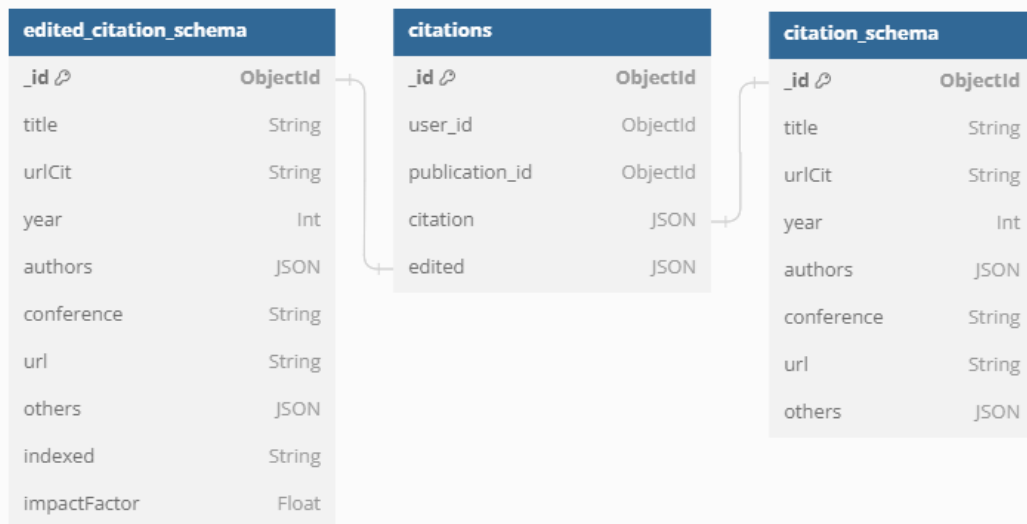 edited_citation_schema
_id ObjectId
title String
urlCit String
year Int
authors JSON
conference String
url String
others JSON
indexed String
impactFactor Float
citations
_id ObjectId
user_id ObjectId
publication_id ObjectId
citation JSON
edited JSON
citation_schema
_id ObjectId
title String
urlCit String
year Int
authors JSON
conference String
url String
others JSON